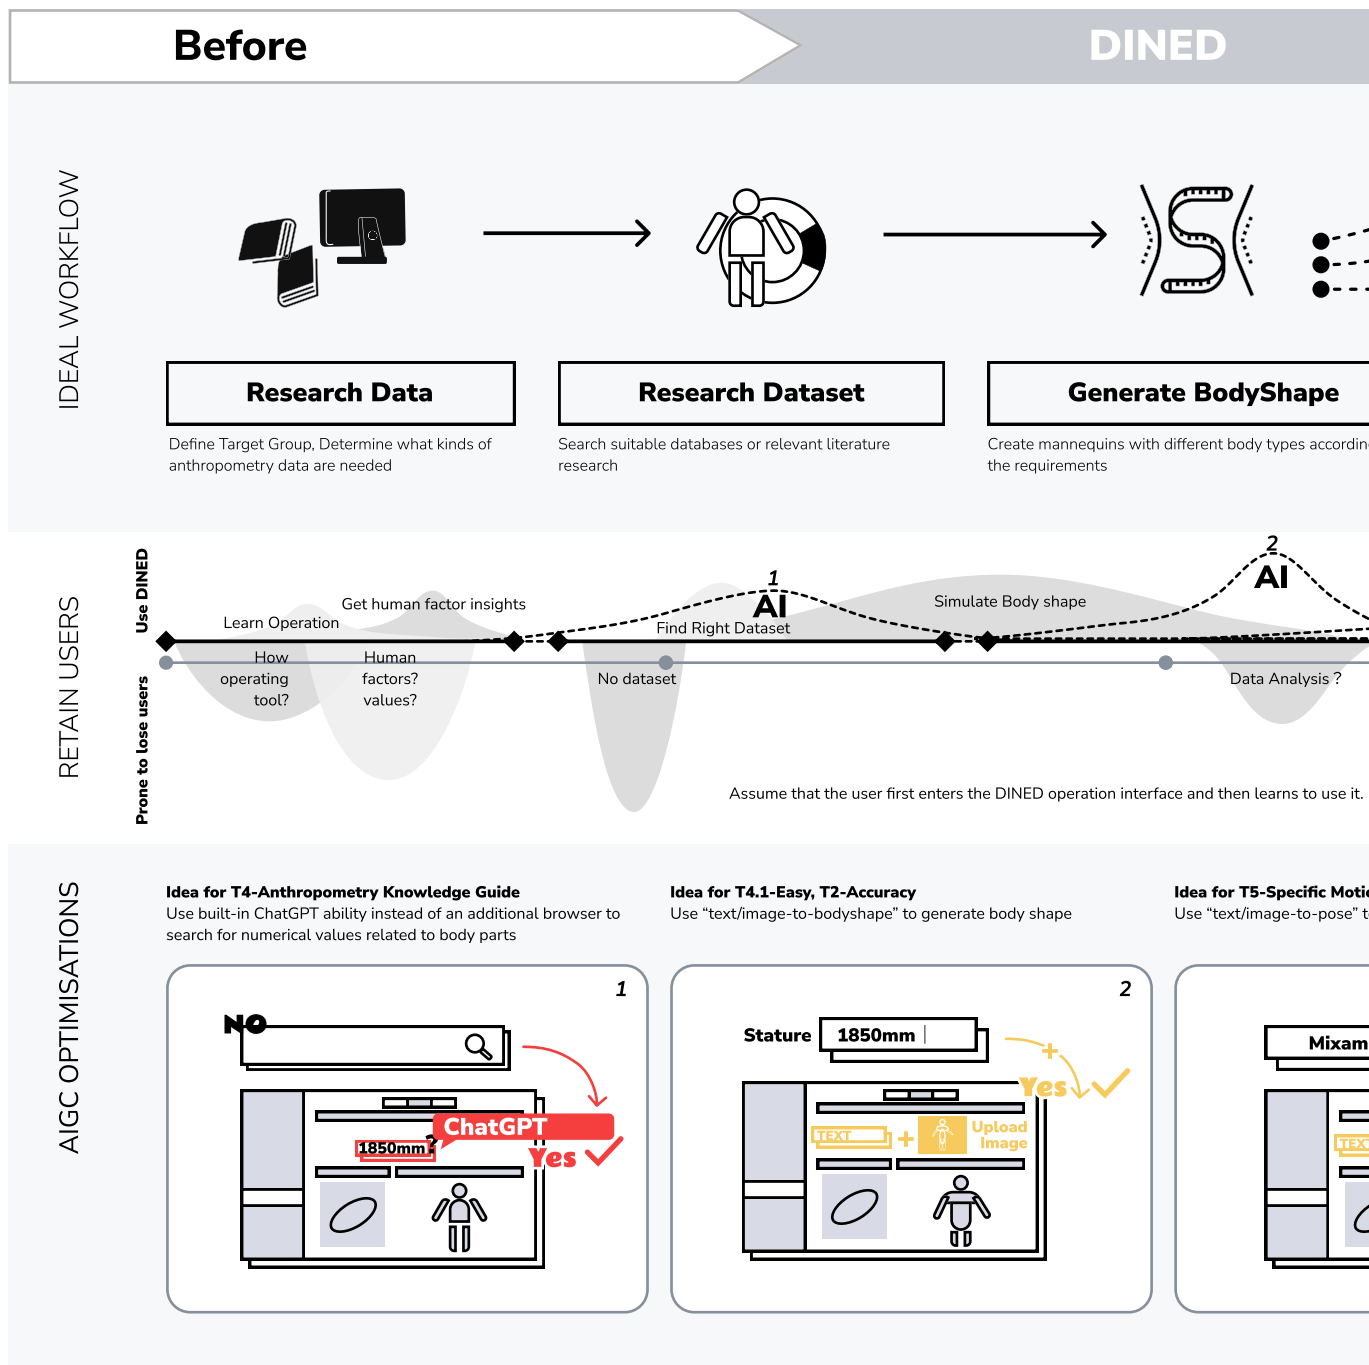 Before
DINED
IDEAL WORKFLOW
Research Data
Research Dataset
Generate BodyShape
Define Target Group, Determine what kinds of
anthropometry data are needed
Search suitable databases or relevant literature
research
Create mannequins with different body types
the requirements
RETAIN USERS
Use DINED
Prone to lose users
Learn Operation
Get human factor insights
1
AI
Find Right Dataset
Simulate Body shape
2
AI
How
operating
tool?
Human
factors?
values?
No dataset
Data Analysis ?
Assume that the user first enters the DINED operation interface and then learns to use it.
AIGC OPTIMISATIONS
Idea for T4-Anthropometry Knowledge Guide
Use built-in ChatGPT ability instead of an additional browser to
search for numerical values related to body parts
1
NO
ChatGPT
1850mm ?
Yes
Idea for T4.1-Easy, T2-Accuracy
Use “text/image-to-bodyshape” to generate body shape
2
Stature
1850mm
+
Yes
TEXT
+
Upload
Image
Idea for T5-Specific
Use “text/image-to-pose”